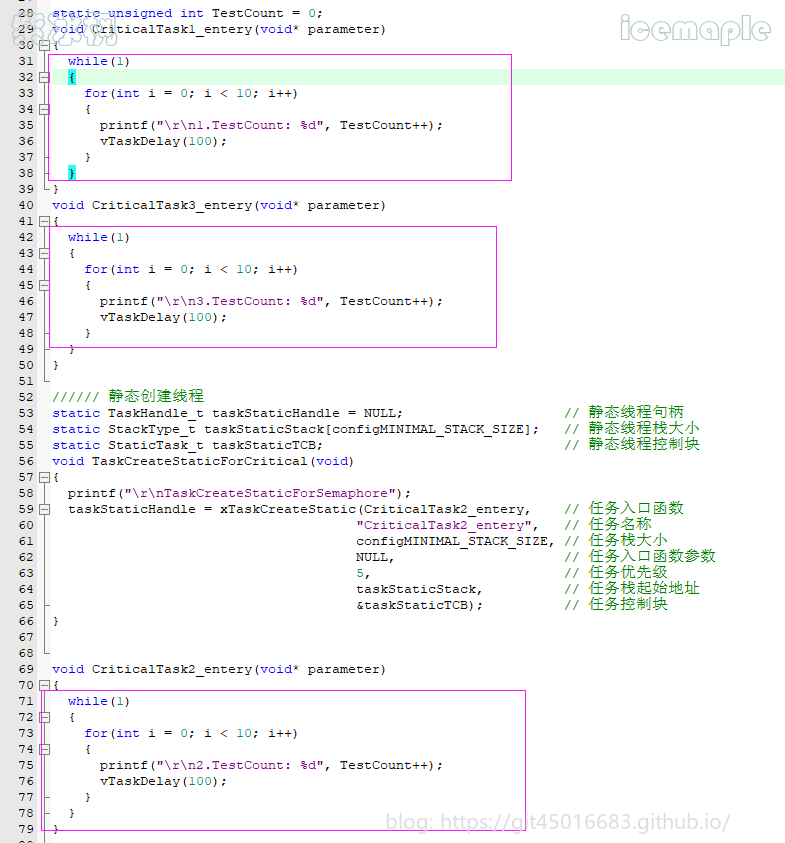 icemaple
28 static unsigned int TestCount = 0;
29 void CriticalTask1_entery(void* parameter)
30 {
31   while(1)
32   {
33     for(int i = 0; i < 10; i++)
34     {
35       printf("\r\n1.TestCount: %d", TestCount++);
36       vTaskDelay(100);
37     }
38   }
39 }
40 void CriticalTask3_entery(void* parameter)
41 {
42   while(1)
43   {
44     for(int i = 0; i < 10; i++)
45     {
46       printf("\r\n3.TestCount: %d", TestCount++);
47       vTaskDelay(100);
48     }
49   }
50 }
51
52 ////// 静态创建线程
53 static TaskHandle_t taskStaticHandle = NULL; // 静态线程句柄
54 static StackType_t taskStaticStack[configMINIMAL_STACK_SIZE]; // 静态线程栈大小
55 static StaticTask_t taskStaticTCB; // 静态线程控制块
56 void TaskCreateStaticForCritical(void)
57 {
58   printf("\r\nTaskCreateStaticForSemaphore");
59   taskStaticHandle = xTaskCreateStatic(CriticalTask2_entery, // 任务入口函数
60 "CriticalTask2_entery", // 任务名称
61 configMINIMAL_STACK_SIZE, // 任务栈大小
62 NULL, // 任务入口函数参数
63 5, // 任务优先级
64 taskStaticStack, // 任务栈起始地址
65 &taskStaticTCB); // 任务控制块
66 }
67
68
69 void CriticalTask2_entery(void* parameter)
70 {
71   while(1)
72   {
73     for(int i = 0; i < 10; i++)
74     {
75       printf("\r\n2.TestCount: %d", TestCount++);
76       vTaskDelay(100);
77     }
78   }
79 }
blog: https://git45016683.github.io/